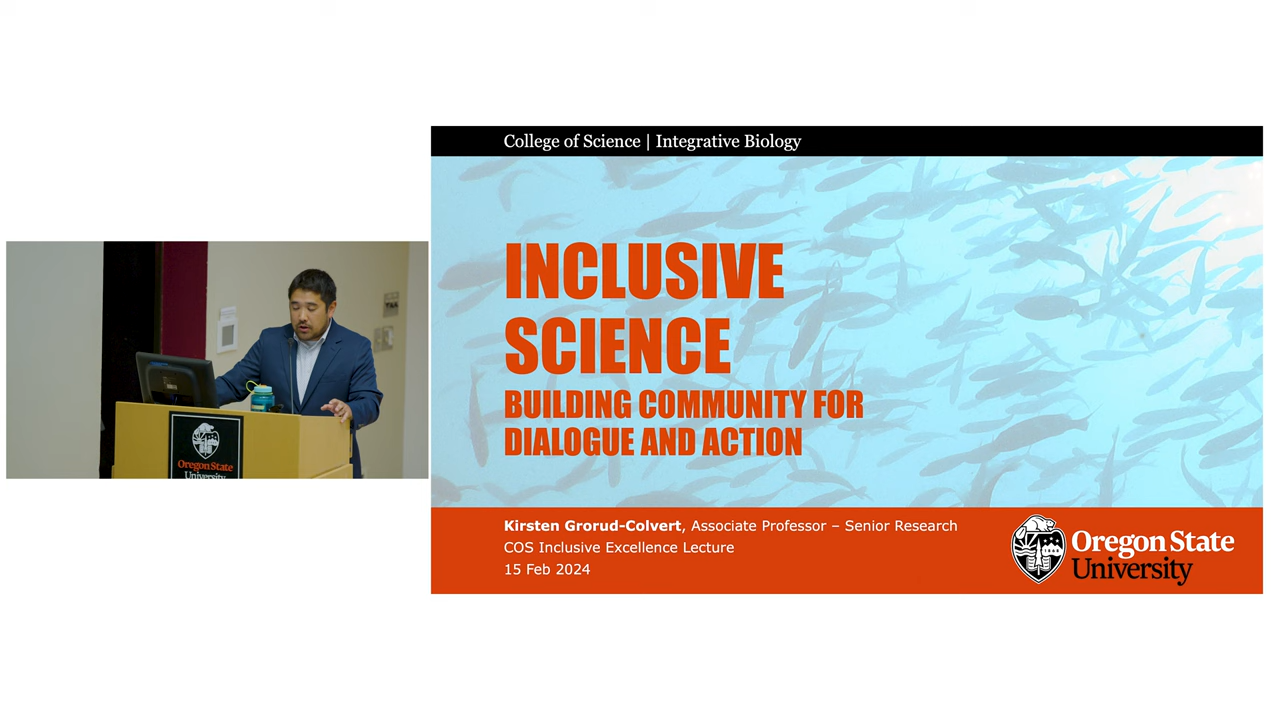 College of Science | Integrative Biology
INCLUSIVE
SCIENCE
BUILDING COMMUNITY FOR
DIALOGUE AND ACTION
Kirsten Grorud-Colvert, Associate Professor – Senior Research
COS Inclusive Excellence Lecture
15 Feb 2024
Oregon State
University
Oregon State
University